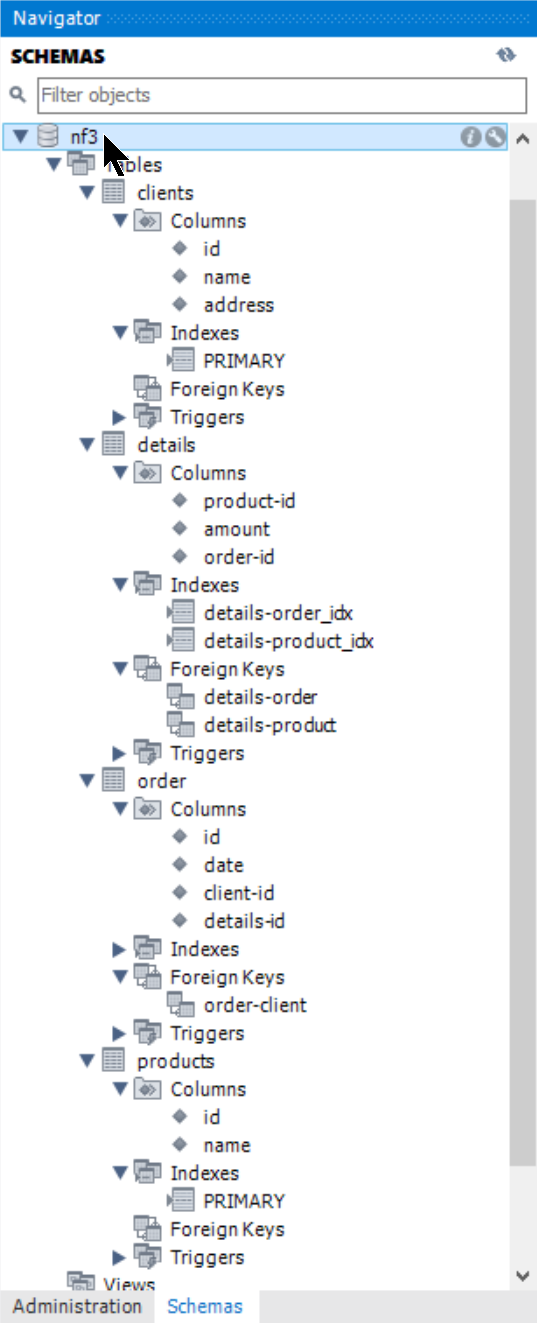 Navigator
SCHEMAS
Filter objects
nf3
Tables
clients
Columns
id
name
address
Indexes
PRIMARY
Foreign Keys
Triggers
details
Columns
product-id
amount
order-id
Indexes
details-order_idx
details-product_idx
Foreign Keys
details-order
details-product
Triggers
order
Columns
id
date
client-id
details-id
Indexes
Foreign Keys
order-client
Triggers
products
Columns
id
name
Indexes
PRIMARY
Foreign Keys
Triggers
Views
Administration Schemas